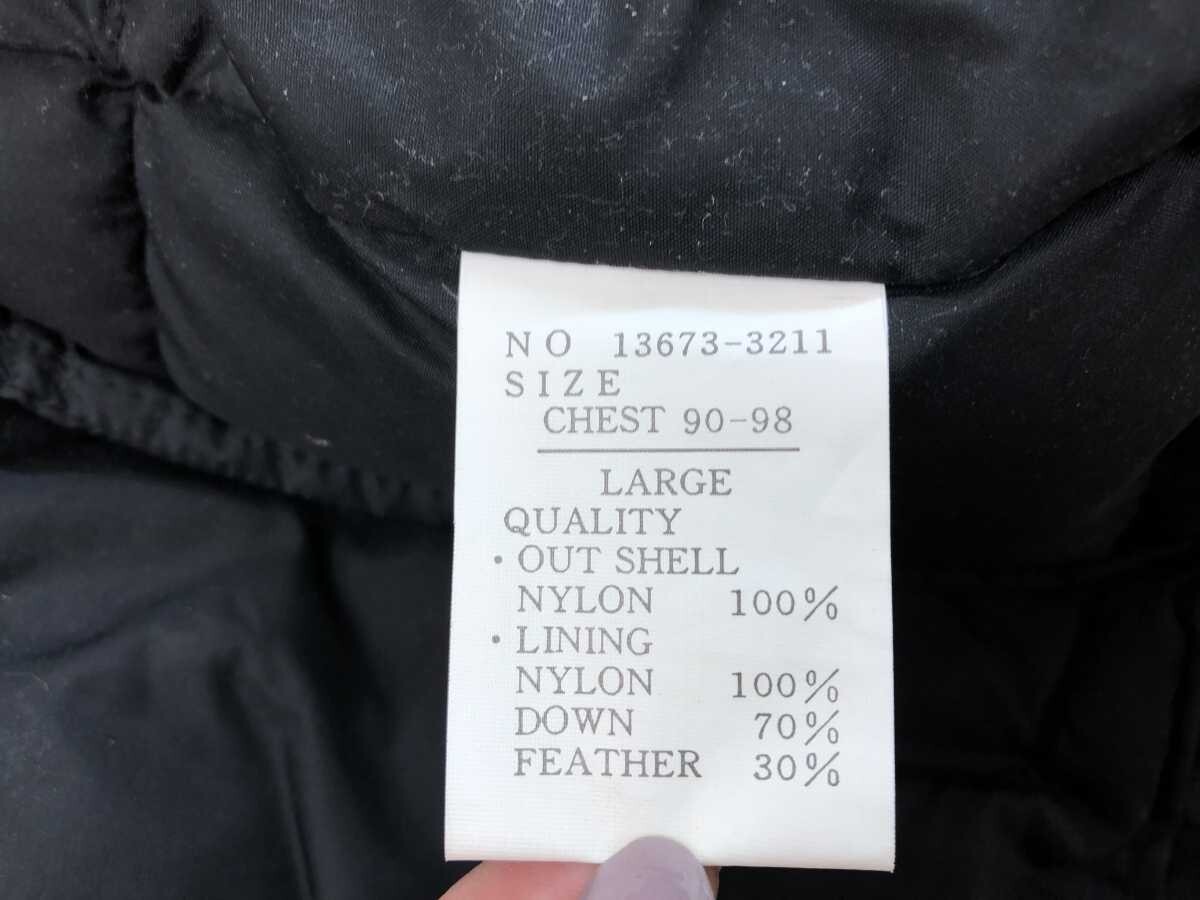 NO 13673-3211
SIZE
CHEST 90-98
LARGE
QUALITY
・OUT SHELL
NYLON 100%
・LINING
NYLON 100%
DOWN 70%
FEATHER 30%